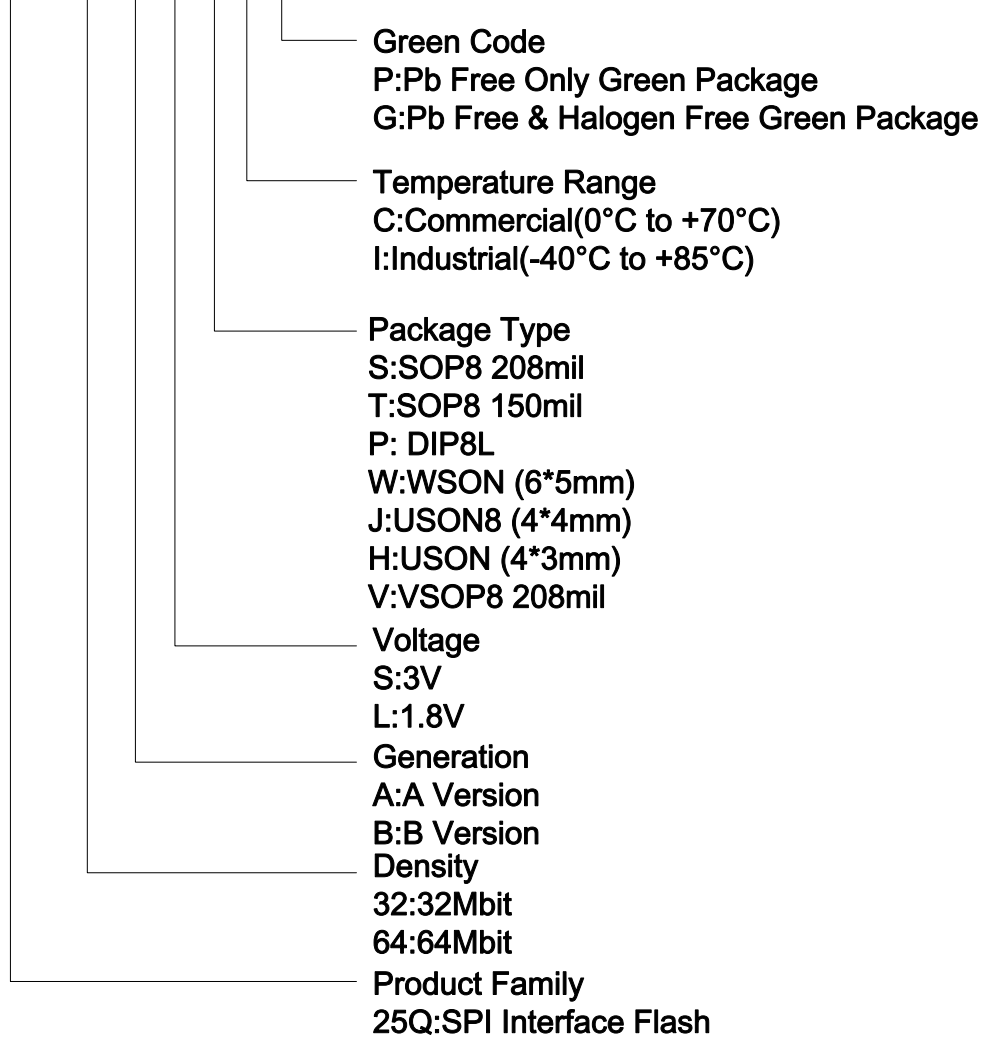 Green Code
P:Pb Free Only Green Package
G:Pb Free & Halogen Free Green Package
Temperature Range
C:Commercial(0°C to +70°C)
I:Industrial(-40°C to +85°C)
Package Type
S:SOP8 208mil
T:SOP8 150mil
P: DIP8L
W:WSON (6*5mm)
J:USON8 (4*4mm)
H:USON (4*3mm)
V:VSOP8 208mil
Voltage
S:3V
L:1.8V
Generation
A:A Version
B:B Version
Density
32:32Mbit
64:64Mbit
Product Family
25Q:SPI Interface Flash